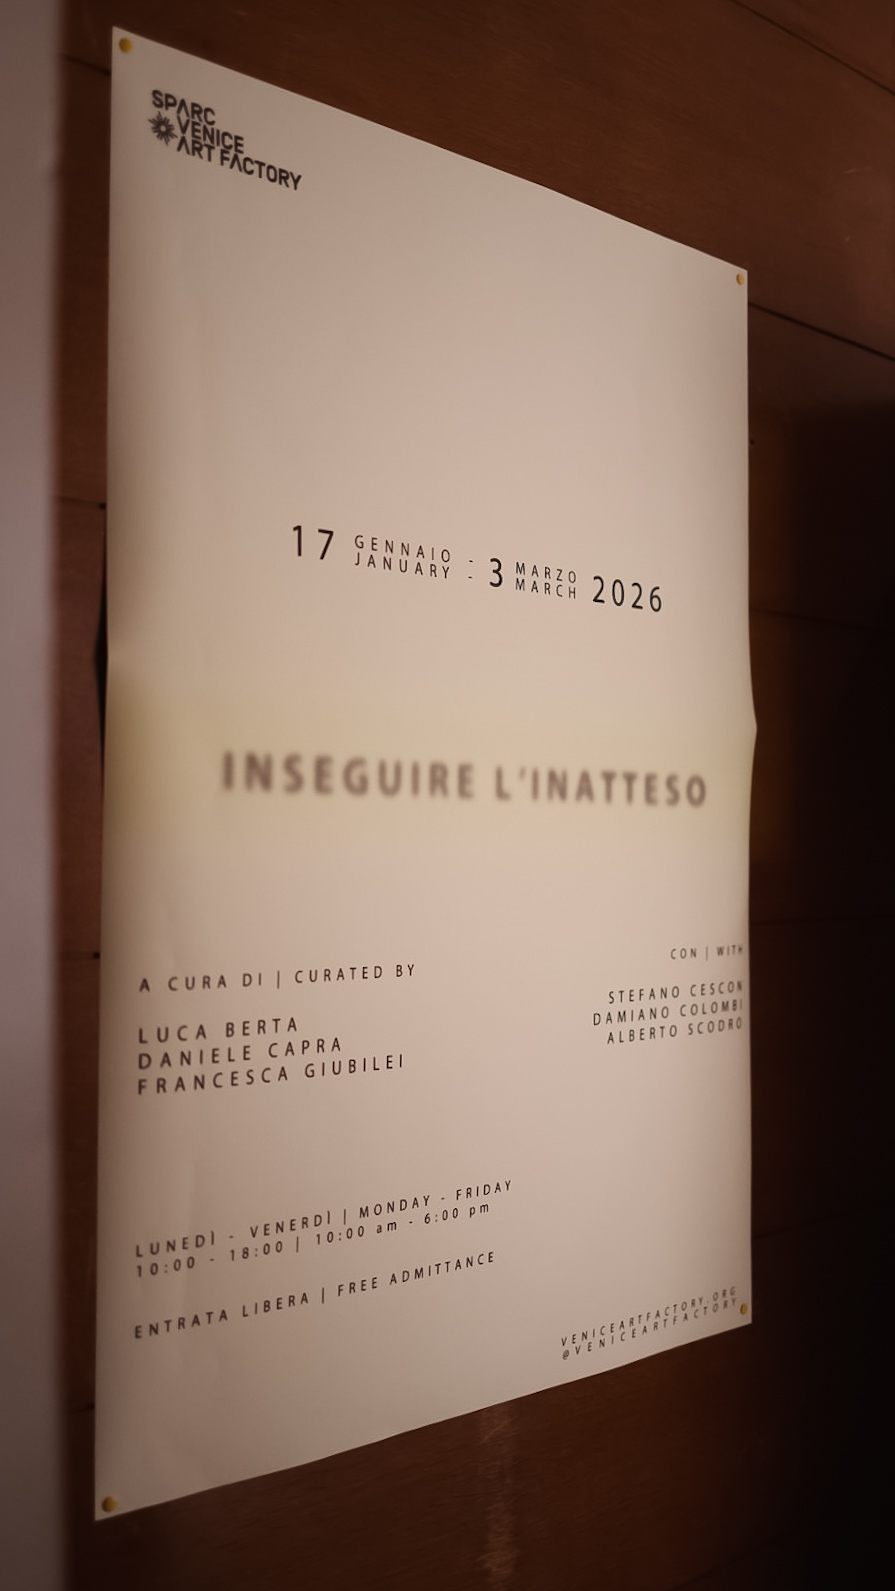 SPARC
VENICE
ART FACTORY
17 GENNAIO - 3 MARZO 2026
JANUARY - MARCH
INSEGUIRE L'INATTESO
A CURA DI | CURATED BY
LUCA BERTA
DANIELE CAPRA
FRANCESCA GIUBILEI
CON | WITH
STEFANO CESCON
DAMIANO COLOMBI
ALBERTO SCODRO
LUNEDÌ - VENERDÌ | MONDAY - FRIDAY
10:00 - 18:00 | 10:00 am - 6:00 pm
ENTRATA LIBERA | FREE ADMITTANCE
VENICEARTFACTORY.ORG
@VENICEARTFACTORY